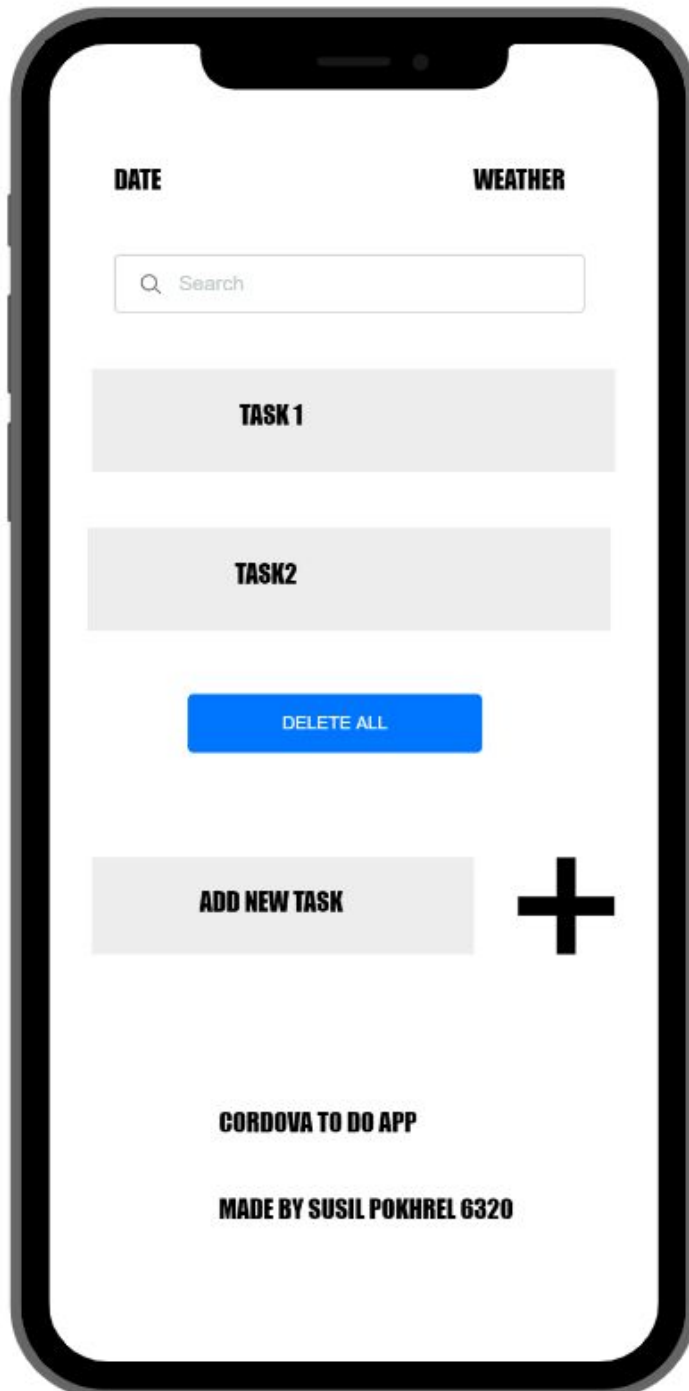 DATE WEATHER
Search
TASK 1
TASK2
DELETE ALL
ADD NEW TASK
CORDOVA TO DO APP
MADE BY SUSIL POKHREL 6320